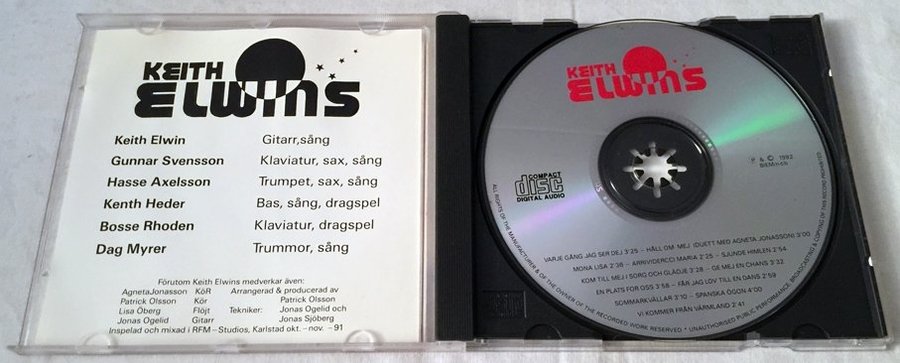 KEITH
ELWINS
Keith Elwin Gitarr,sång
Gunnar Svensson Klaviatur, sax, sång
Hasse Axelsson Trumpet, sax, sång
Kenth Heder Bas, sång, dragspel
Bosse Rhoden Klaviatur, dragspel
Dag Myrer Trummor, sång
Förutom Keith Elwins medverkar även:
AgnetaJonasson KöR Arrangerad & producerad av
Patrick Olsson Kör Patrick Olsson
Lisa Öberg Flöjt Tekniker: Jonas Ogelid och
Jonas Ogelid Gitarr Jonas Sjöberg
Inspelad och mixad i RFM – Studios, Karlstad okt. - nov. – 91
KEITH
ELWINS
COMPACT
disc
DIGITAL AUDIO
℗ & © 1992
VARJE GÅNG JAG SER DEJ 3'25 – HÅLL OM MEJ (DUETT MED AGNETA JONASSON) 3'00
MONA LISA 2'36 – ARRIVIDERCI MARIA 2'25 – SJUNDE HIMLEN 2'54
KOM TILL MEJ I SORG OCH GLÄDJE 3'28 – GE MEJ EN CHANS 2'32
EN PLATS FÖR OSS 3'58 – FÅR JAG LOV TILL EN DANS 2'59
SOMMARKVÄLLAR 3'10 – SPANSKA ÖGON 4'00
VI KOMMER FRÅN VÄRMLAND 2'41
ALL RIGHTS OF THE MANUFACTURER & OF THE OWNER OF THE RECORDED WORK RESERVED * UNAUTHORISED PUBLIC PERFORMANCE BROADCASTING & COPYING OF THIS RECORD PROHIBITED